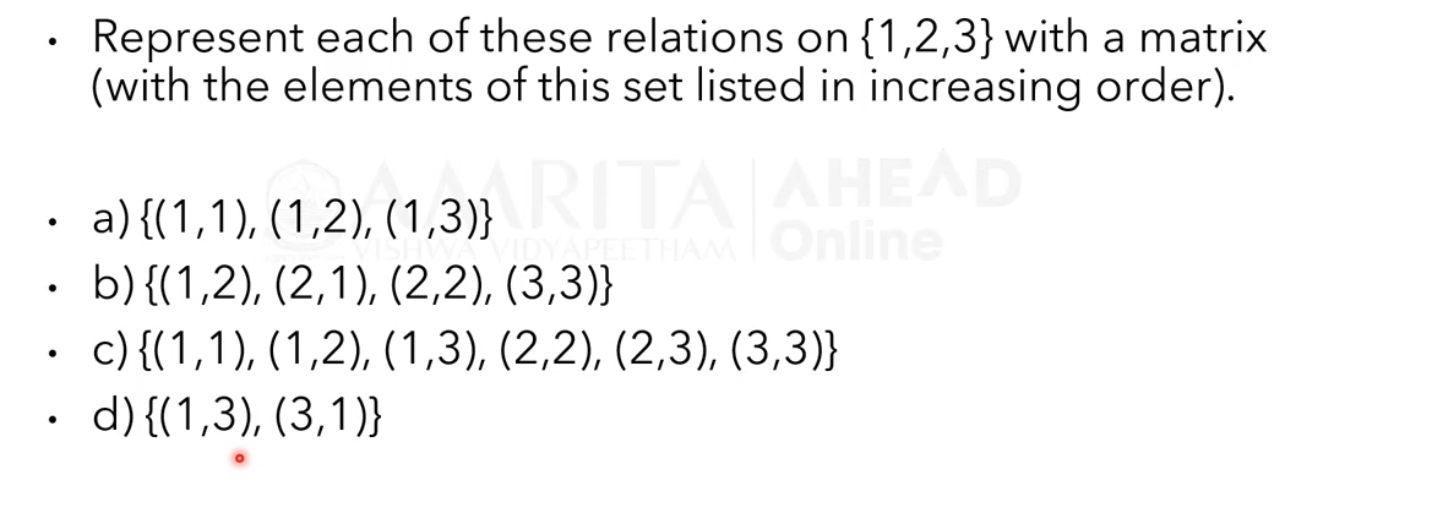 • Represent each of these relations on {1,2,3} with a matrix
(with the elements of this set listed in increasing order).
AMRITA AHEAD
VISHWA VIDYAPEETHAM Online
• a) {(1,1), (1,2), (1,3)}
• b) {(1,2), (2,1), (2,2), (3,3)}
• c) {(1,1), (1,2), (1,3), (2,2), (2,3), (3,3)}
• d) {(1,3), (3,1)}